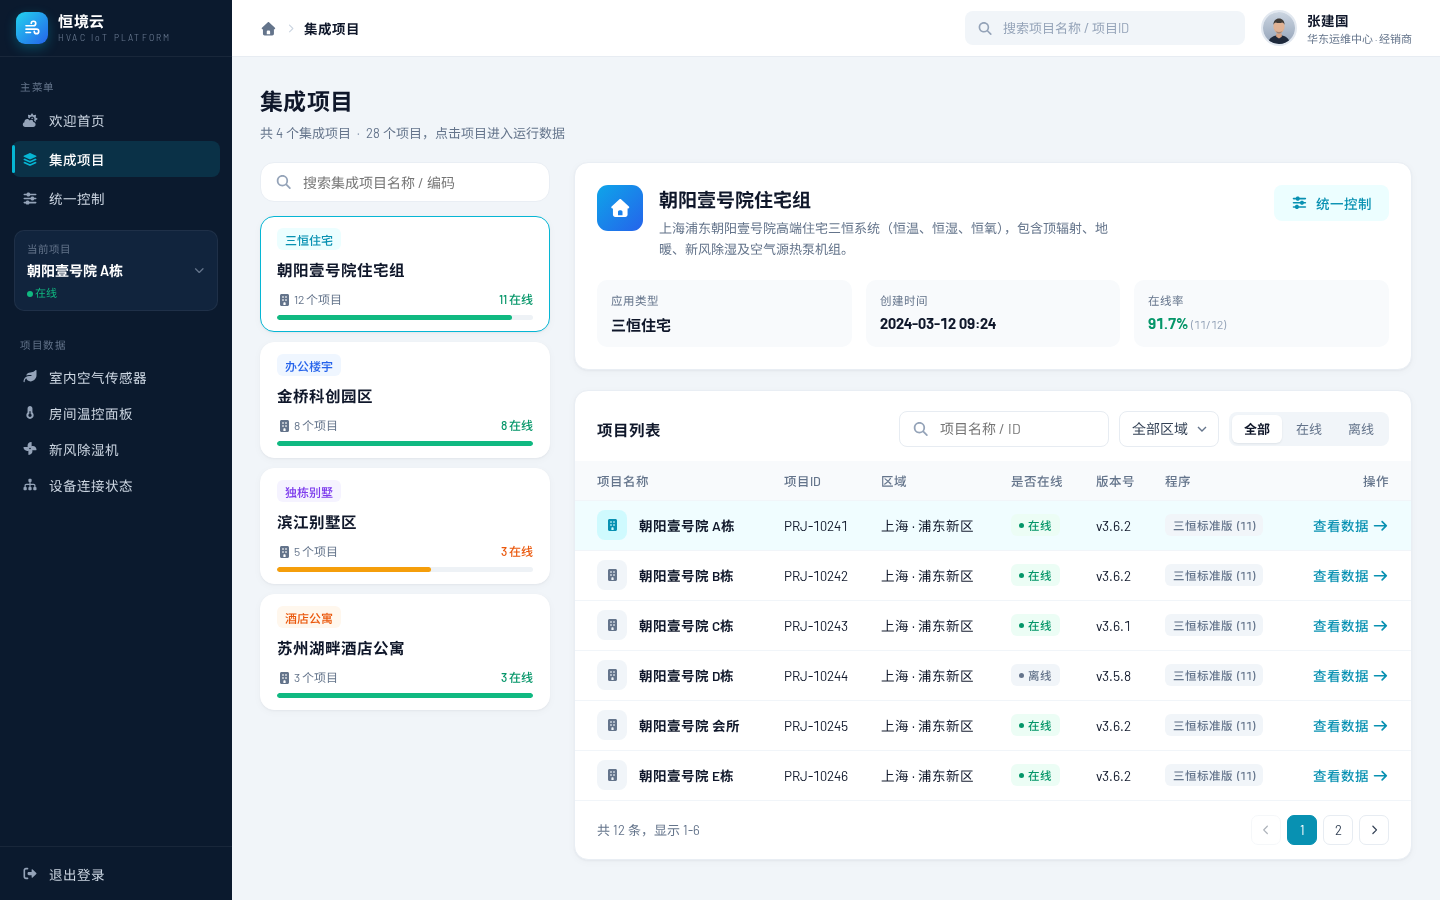 恒境云
HVAC IoT PLATFORM
主菜单
欢迎首页
集成项目
统一控制
当前项目
朝阳壹号院 A栋
在线
项目数据
室内空气传感器
房间温控面板
新风除湿机
设备连接状态
退出登录
集成项目
搜索项目名称 / 项目ID
张建国
华东运维中心 · 经销商
集成项目
共 4 个集成项目 · 28 个项目，点击项目进入运行数据
搜索集成项目名称 / 编码
三恒住宅
朝阳壹号院住宅组
12 个项目 11 在线
办公楼宇
金桥科创园区
8 个项目 8 在线
独栋别墅
滨江别墅区
5 个项目 3 在线
酒店公寓
苏州湖畔酒店公寓
3 个项目 3 在线
朝阳壹号院住宅组
上海浦东朝阳壹号院高端住宅三恒系统（恒温、恒湿、恒氧），包含顶辐射、地
暖、新风除湿及空气源热泵机组。
统一控制
应用类型
三恒住宅
创建时间
2024-03-12 09:24
在线率
91.7% (11/12)
项目列表
项目名称 / ID
全部区域
全部 在线 离线
项目名称 项目ID 区域 是否在线 版本号 程序 操作
朝阳壹号院 A栋 PRJ-10241 上海 · 浦东新区 在线 v3.6.2 三恒标准版 (11) 查看数据
朝阳壹号院 B栋 PRJ-10242 上海 · 浦东新区 在线 v3.6.2 三恒标准版 (11) 查看数据
朝阳壹号院 C栋 PRJ-10243 上海 · 浦东新区 在线 v3.6.1 三恒标准版 (11) 查看数据
朝阳壹号院 D栋 PRJ-10244 上海 · 浦东新区 离线 v3.5.8 三恒标准版 (11) 查看数据
朝阳壹号院 会所 PRJ-10245 上海 · 浦东新区 在线 v3.6.2 三恒标准版 (11) 查看数据
朝阳壹号院 E栋 PRJ-10246 上海 · 浦东新区 在线 v3.6.2 三恒标准版 (11) 查看数据
共 12 条，显示 1-6
1 2